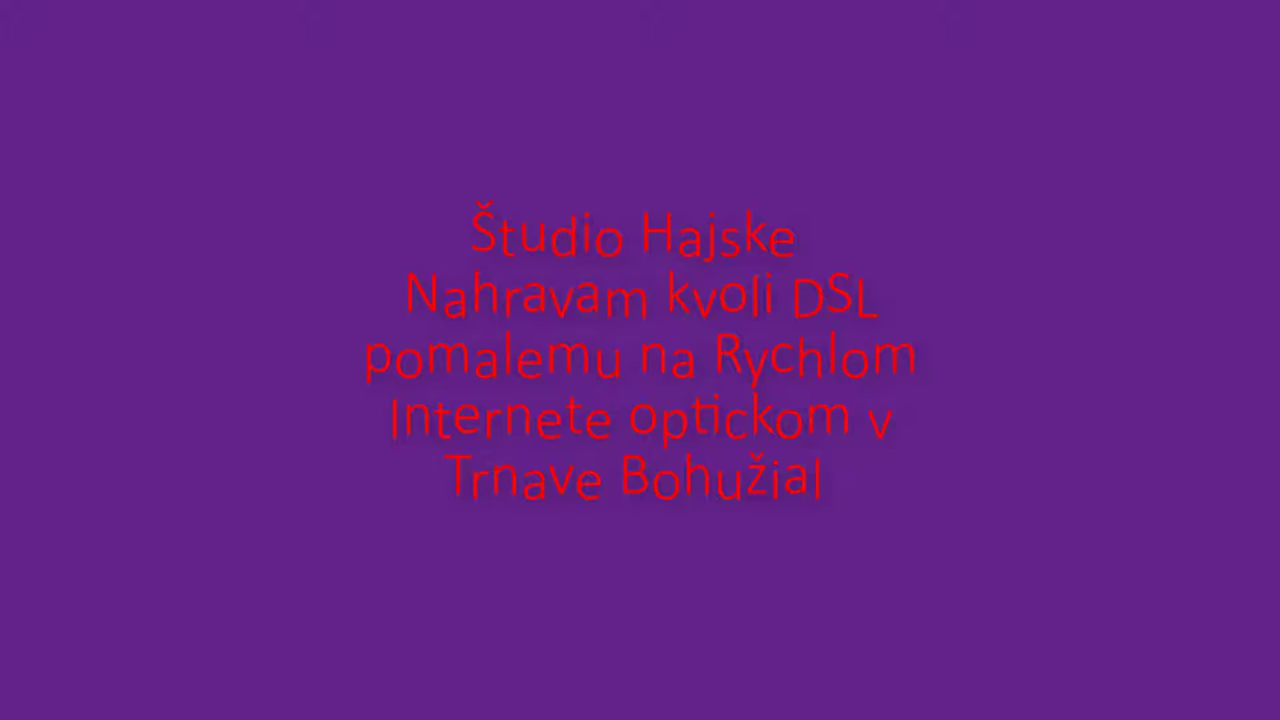 Študio Hajske
Nahravam kvoli DSL
pomalemu na Rychlom
Internete optickom v
Trnave Bohužial